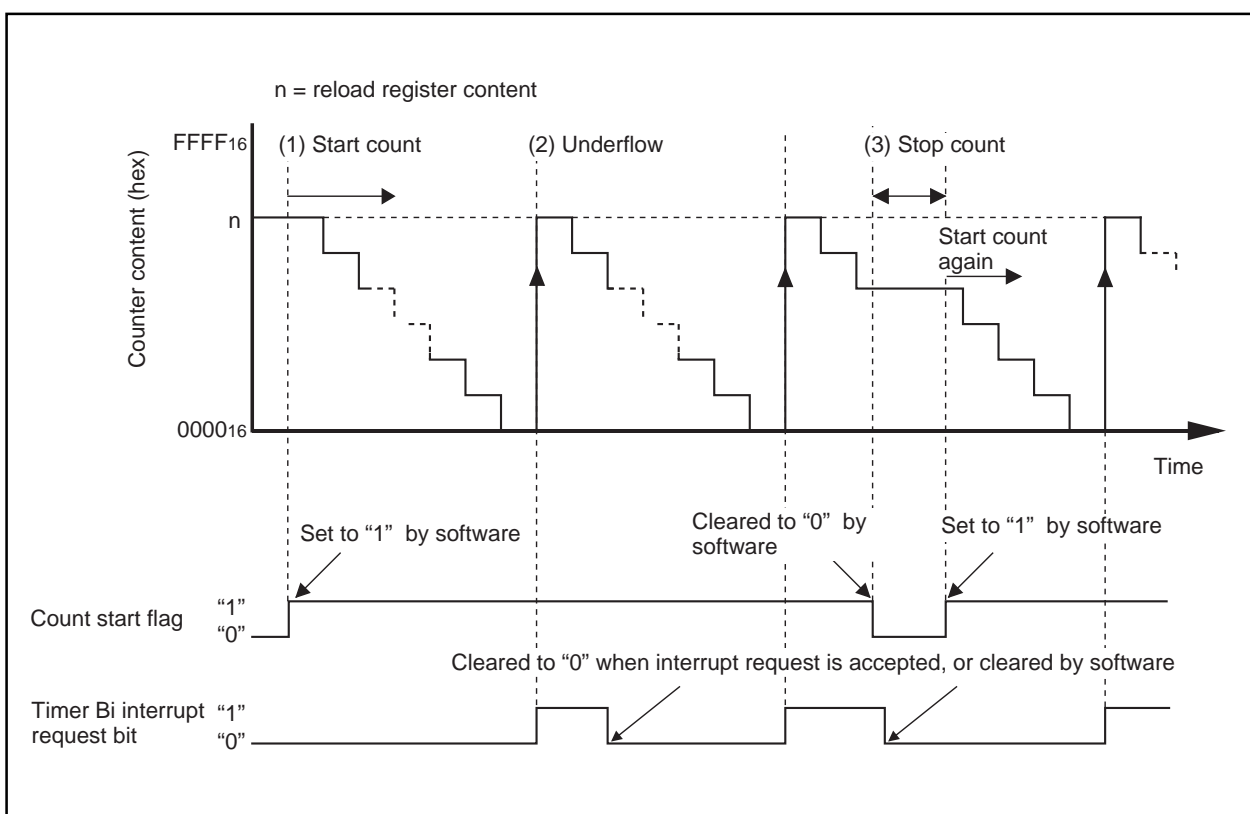 n = reload register content
FFFF16
(1) Start count
(2) Underflow
(3) Stop count
Counter content (hex)
n
Start count
again
000016
Time
Set to “1” by software
Cleared to “0” by
software
Set to “1” by software
Count start flag
“1”
“0”
Cleared to “0” when interrupt request is accepted, or cleared by software
Timer Bi interrupt
request bit
“1”
“0”